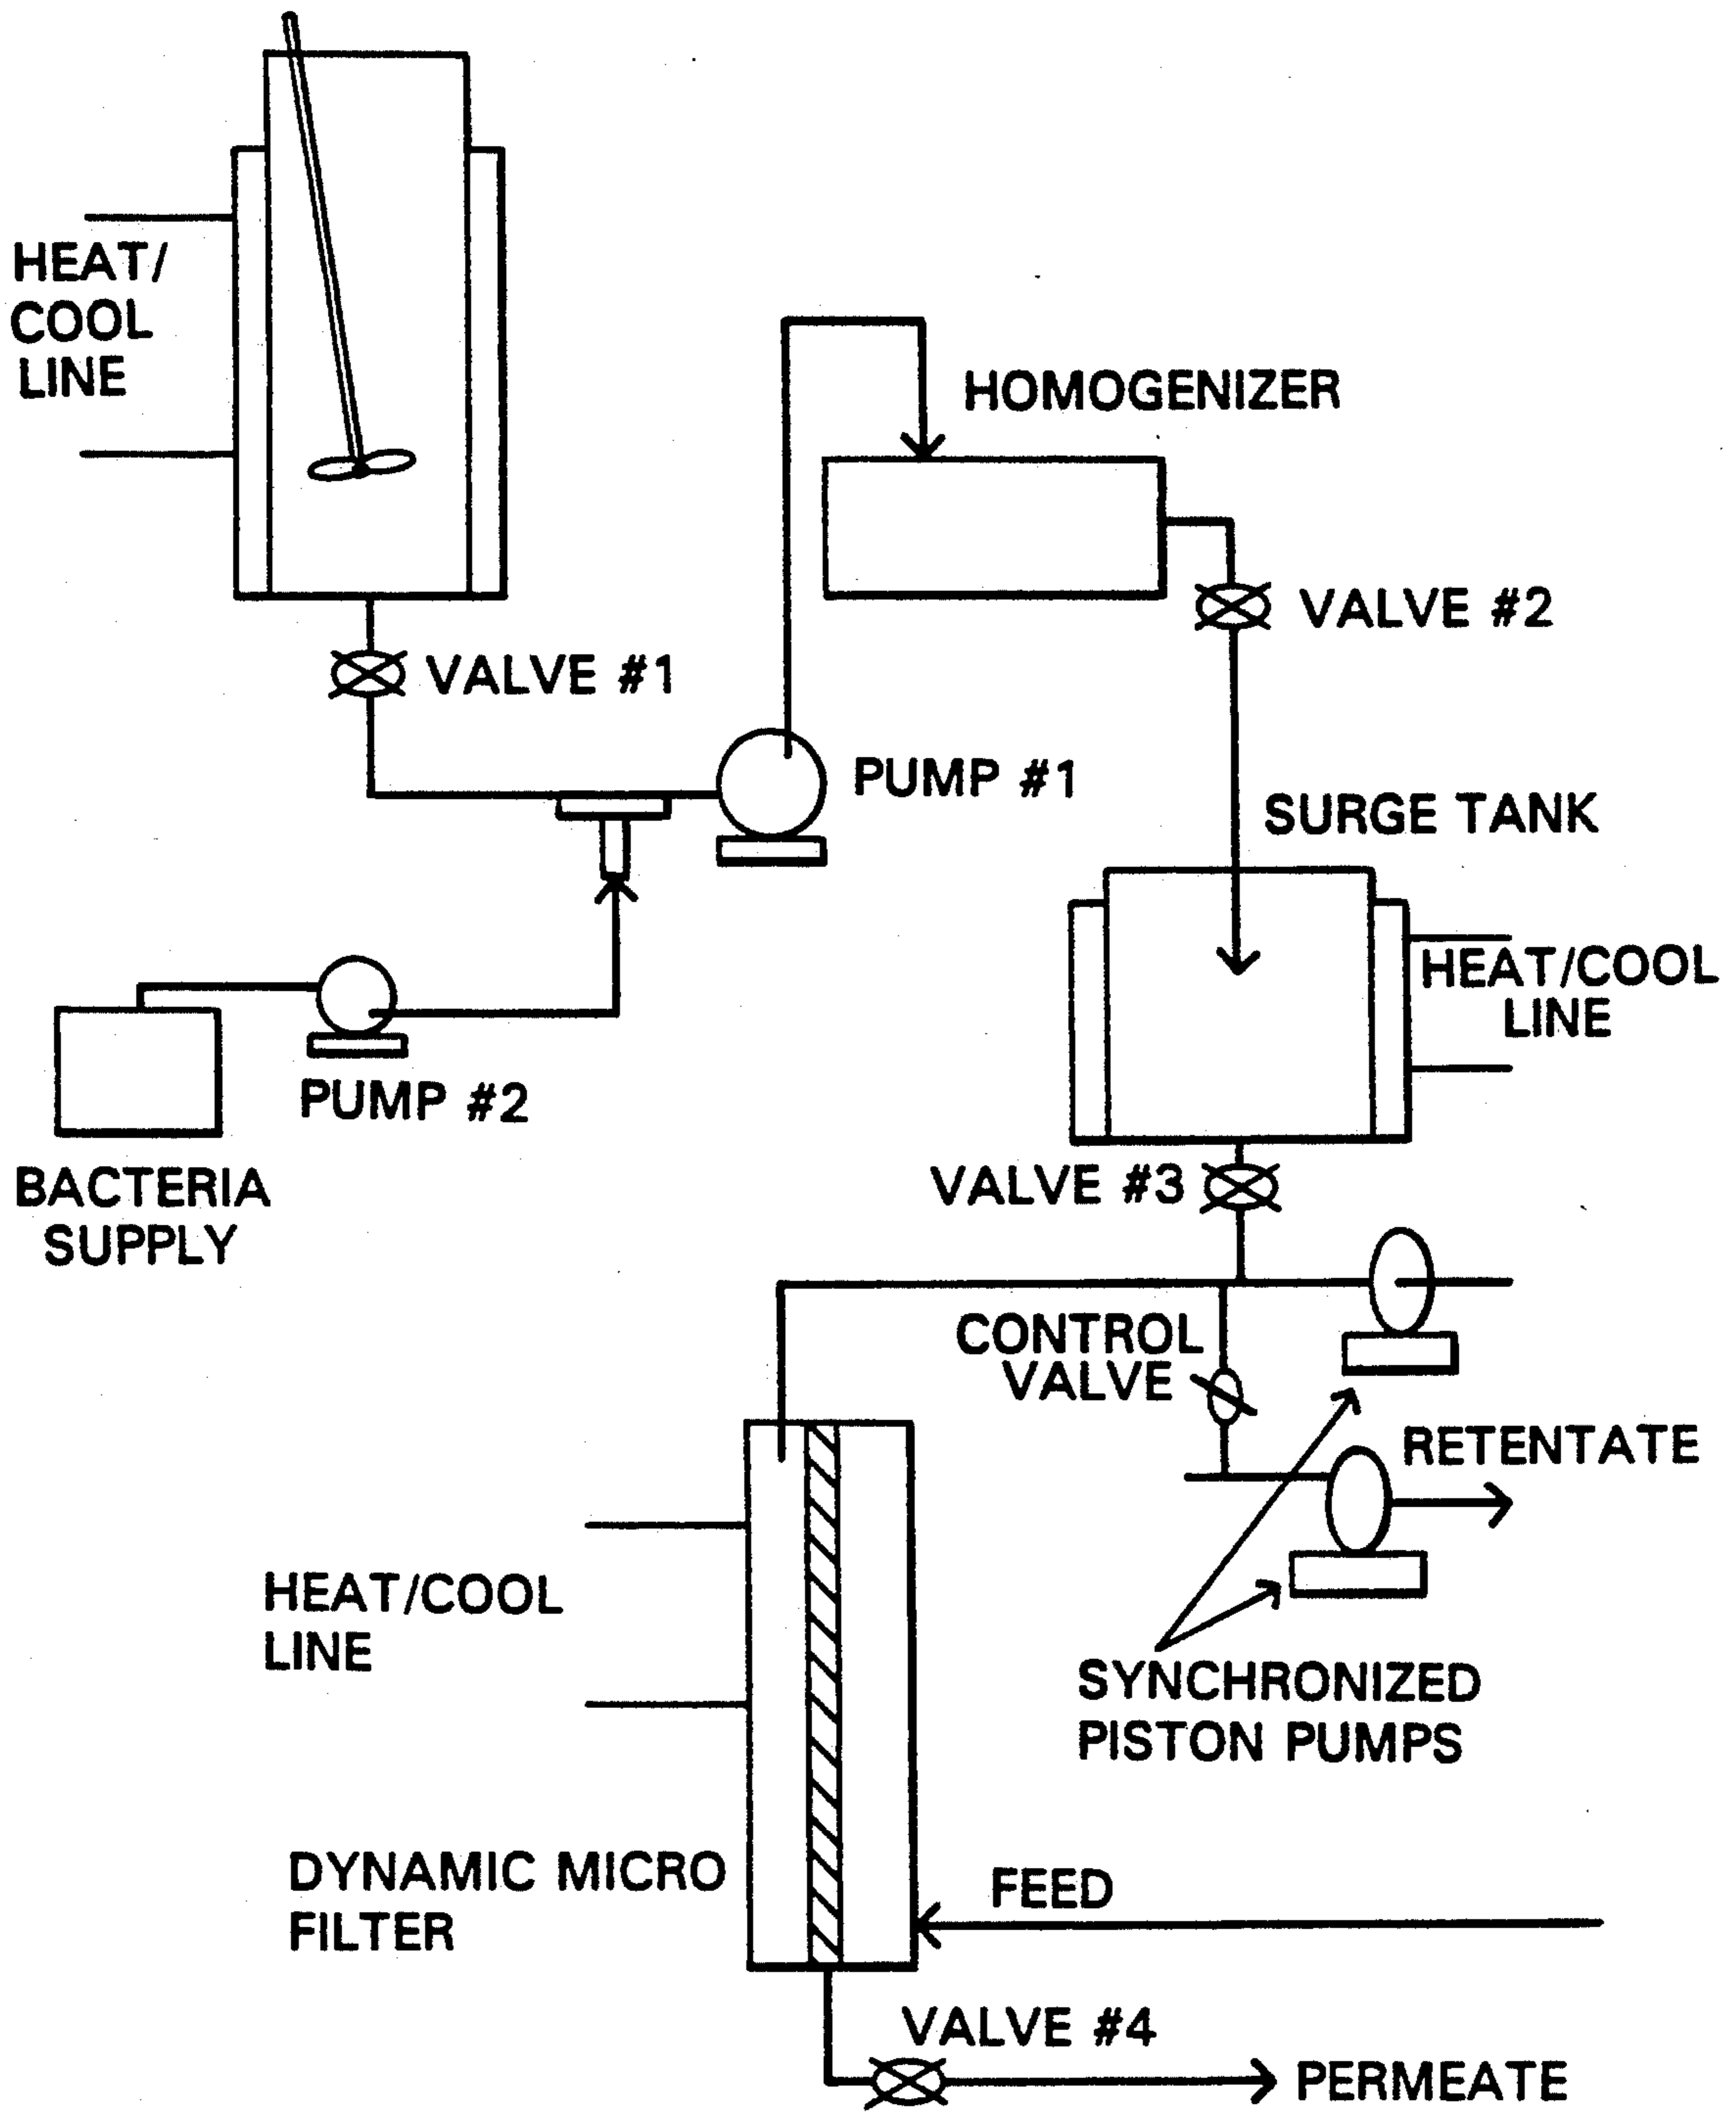 HEAT/
COOL
LINE
HOMOGENIZER
VALVE #2
VALVE #1
PUMP #1
SURGE TANK
HEAT/COOL
LINE
PUMP #2
BACTERIA
SUPPLY
VALVE #3
CONTROL
VALVE
RETENTATE
HEAT/COOL
LINE
SYNCHRONIZED
PISTON PUMPS
DYNAMIC MICRO
FILTER
FEED
VALVE #4
PERMEATE